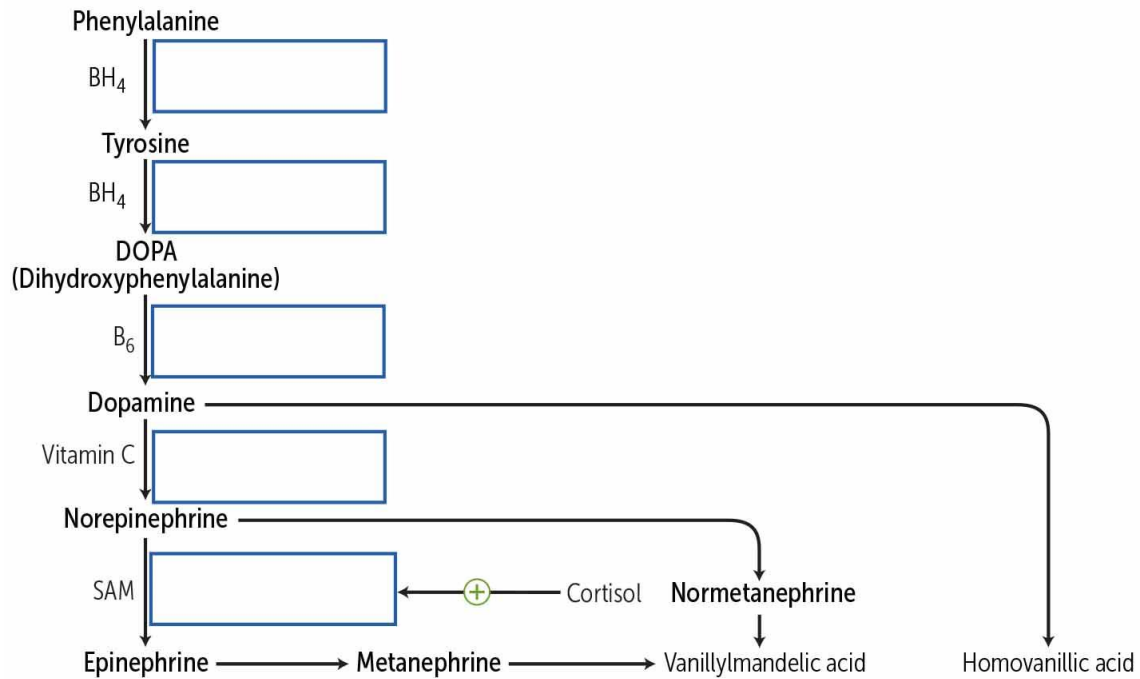 Phenylalanine
BH₄
Tyrosine
BH₄
DOPA
(Dihydroxyphenylalanine)
B₆
Dopamine
Vitamin C
Norepinephrine
SAM
+
Cortisol
Normetanephrine
Epinephrine
Metanephrine
Vanillylmandelic acid
Homovanillic acid